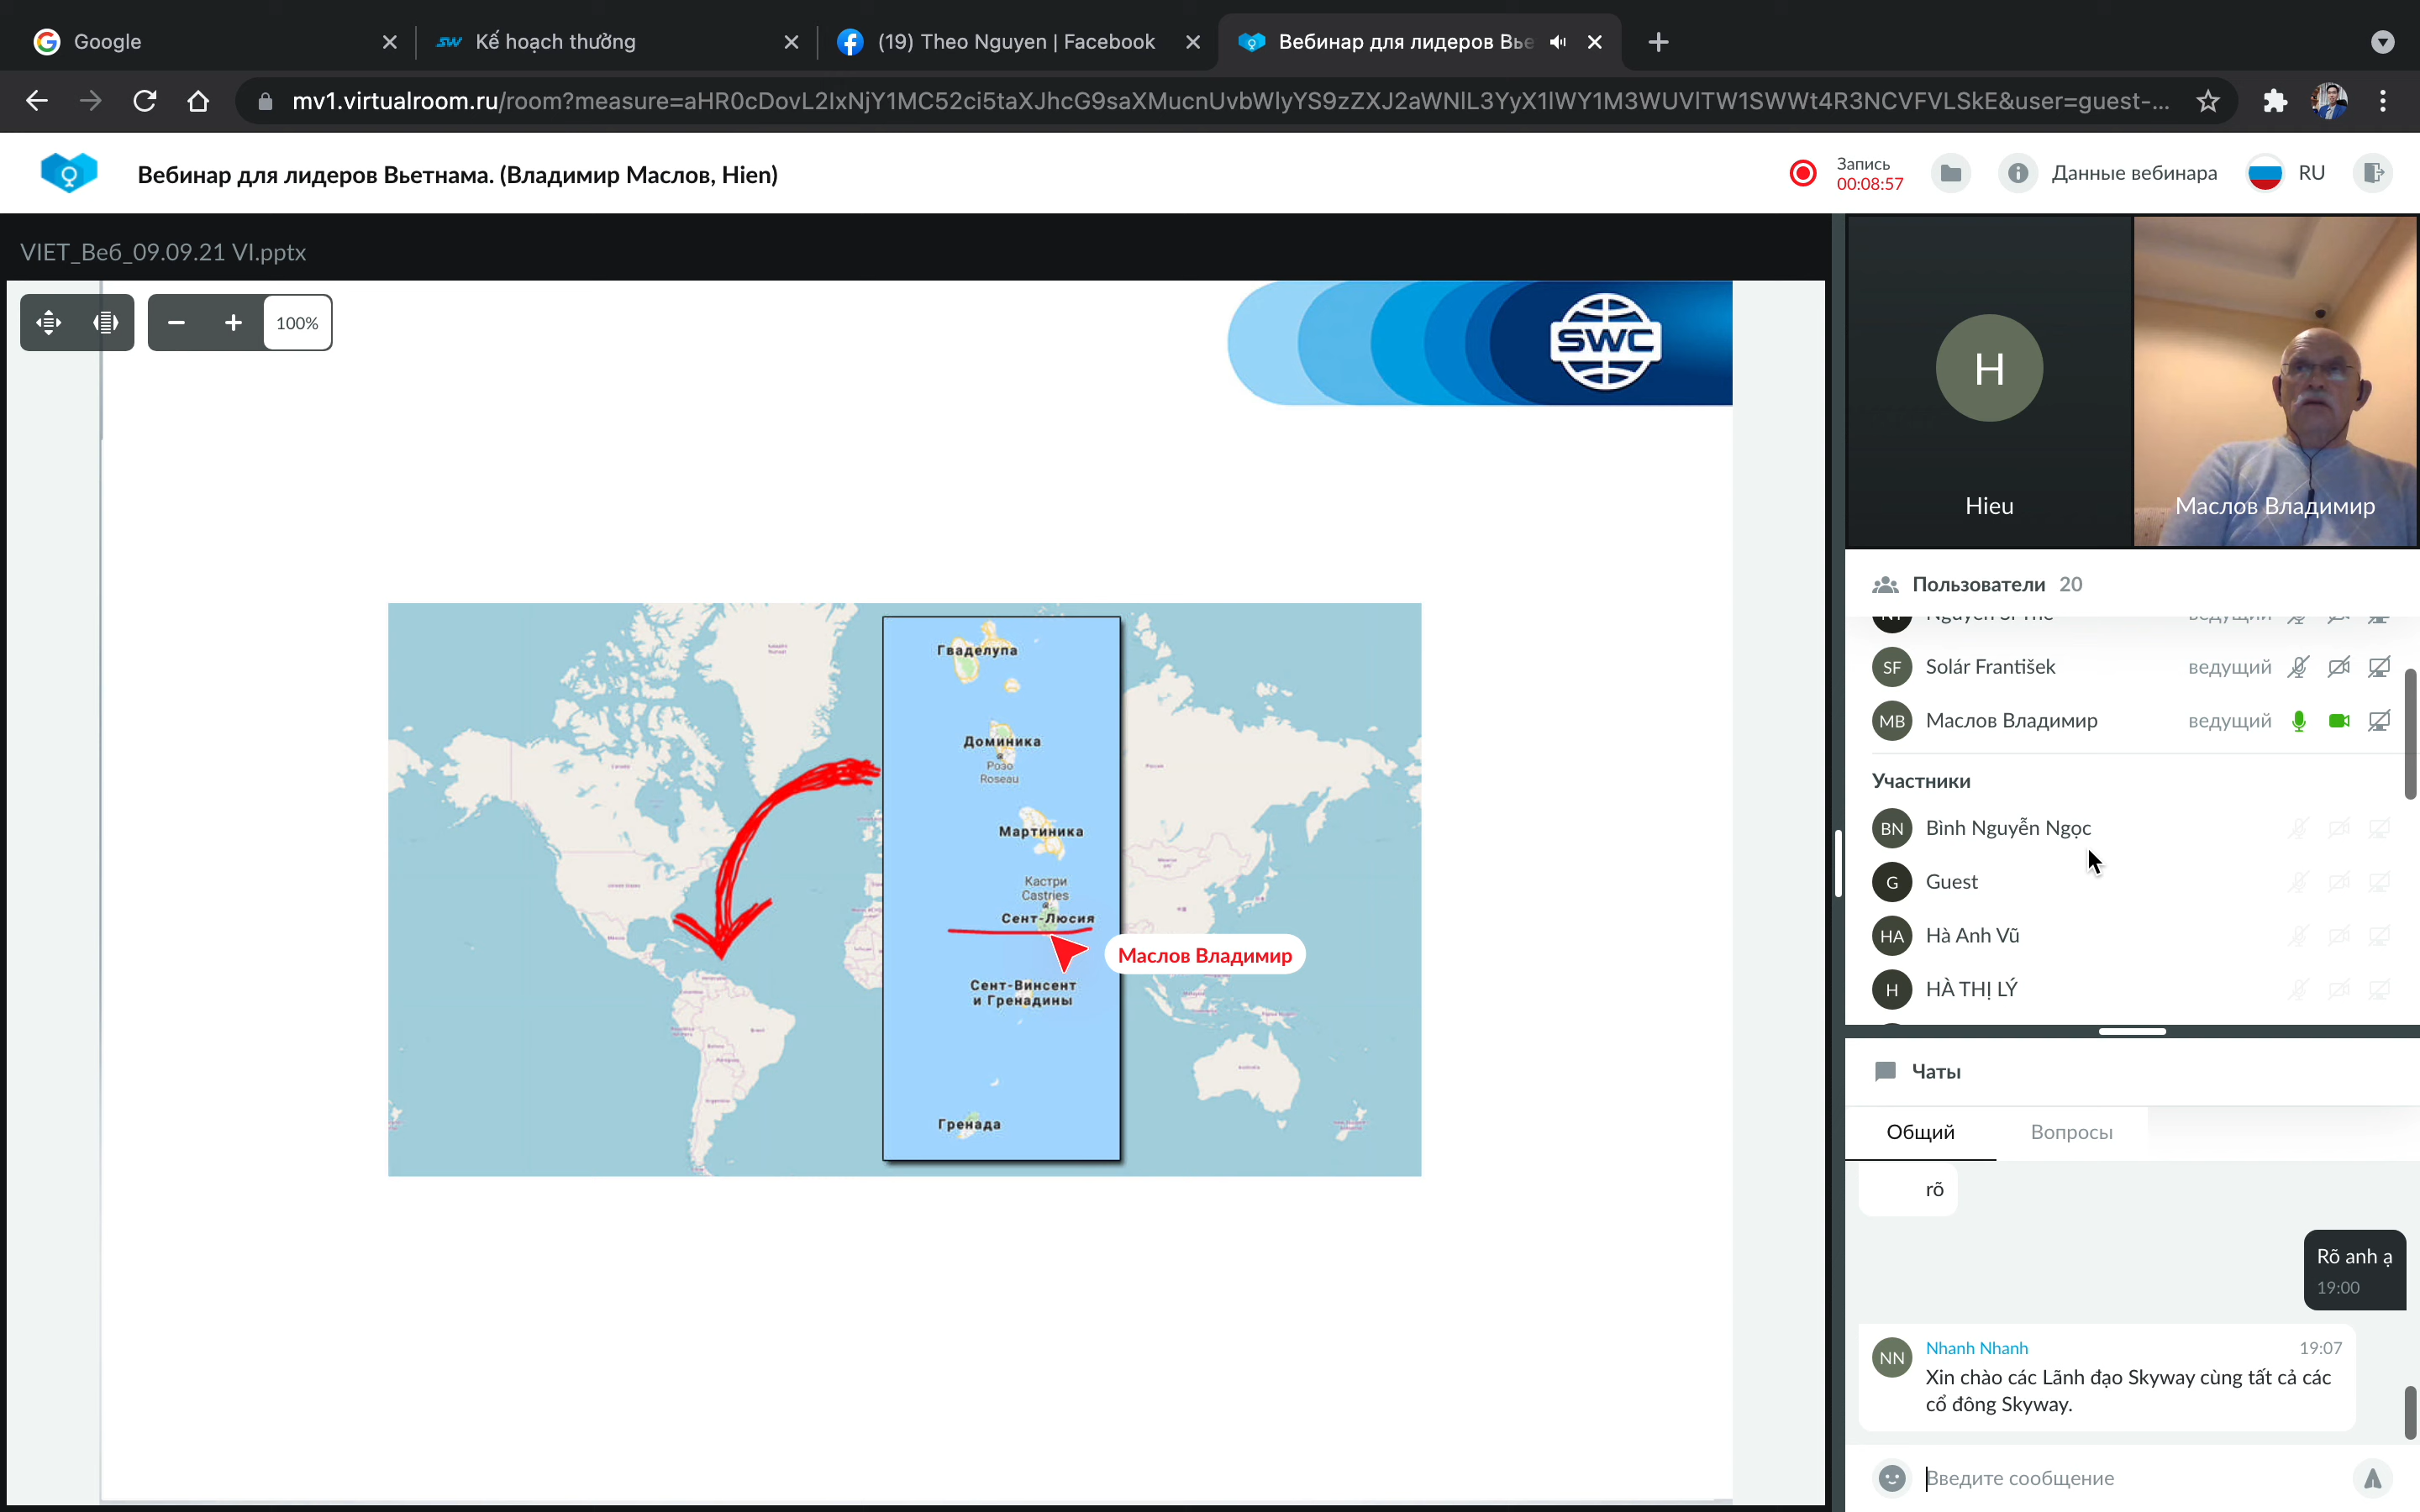 Google
SW Kế hoạch thưởng
(19) Theo Nguyen | Facebook
Вебинар для лидеров Вье
mv1.virtualroom.ru/room?measure=aHR0cDovL2IxNjY1MC52ci5taXJhcG9saXMucnUvbWlyYS9zZXJ2aWNlL3YyX1lWY1M3WUVlTW1SWWt4R3NCVFVLSkE&user=guest-...
Вебинар для лидеров Вьетнама. (Владимир Маслов, Hien)
Запись
00:08:57
Данные вебинара
RU
VIET_Веб_09.09.21 VI.pptx
100%
SWC
Гваделупа
Доминика
Розо
Roseau
Мартиника
Кастри
Castries
Сент-Люсия
Маслов Владимир
Сент-Винсент
и Гренадины
Гренада
H
Hieu
Маслов Владимир
Пользователи 20
SF Solár František ведущий
МВ Маслов Владимир ведущий
Участники
BN Bình Nguyễn Ngọc
G Guest
HA Hà Anh Vũ
H HÀ THỊ LÝ
Чаты
Общий Вопросы
rõ
Rõ anh ạ
19:00
NN Nhanh Nhanh 19:07
Xin chào các Lãnh đạo Skyway cùng tất cả các
cổ đông Skyway.
Введите сообщение